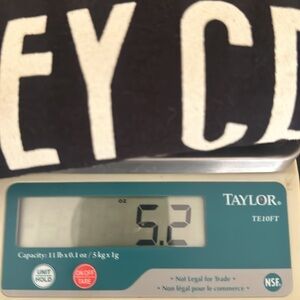 EY CL
TAYLOR®
TE10FT
oz
5.2
Capacity: 11 lb x 0.1 oz / 5 kg x 1g
UNIT
HOLD
ON/OFF
TARE
• Not Legal for Trade •
• Non légal pour le commerce •
NSF